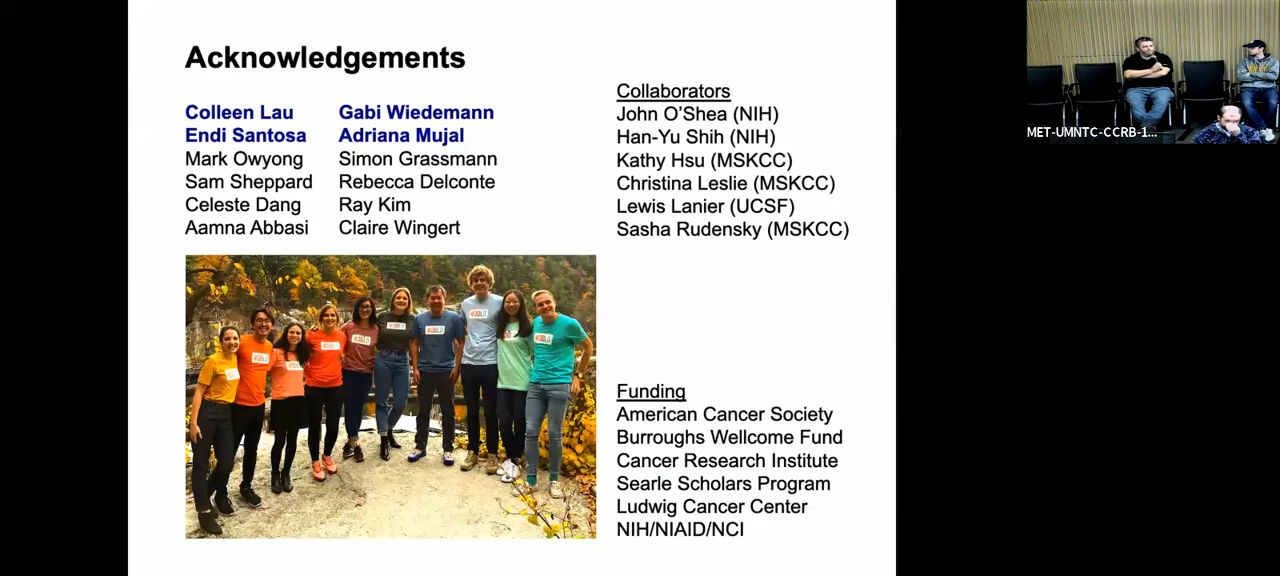 Acknowledgements
Colleen Lau
Endi Santosa
Mark Owyong
Sam Sheppard
Celeste Dang
Aamna Abbasi
Gabi Wiedemann
Adriana Mujal
Simon Grassmann
Rebecca Delconte
Ray Kim
Claire Wingert
Collaborators
John O'Shea (NIH)
Han-Yu Shih (NIH)
Kathy Hsu (MSKCC)
Christina Leslie (MSKCC)
Lewis Lanier (UCSF)
Sasha Rudensky (MSKCC)
Funding
American Cancer Society
Burroughs Wellcome Fund
Cancer Research Institute
Searle Scholars Program
Ludwig Cancer Center
NIH/NIAID/NCI
MET-UMNTC-CCRB-1...